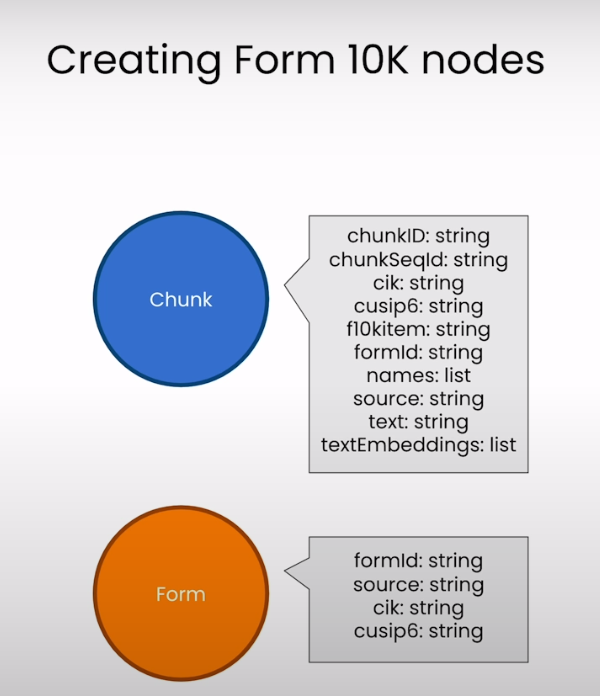 Creating Form 10K nodes
Chunk
chunkID: string
chunkSeqId: string
cik: string
cusip6: string
f10kitem: string
formId: string
names: list
source: string
text: string
textEmbeddings: list
Form
formId: string
source: string
cik: string
cusip6: string